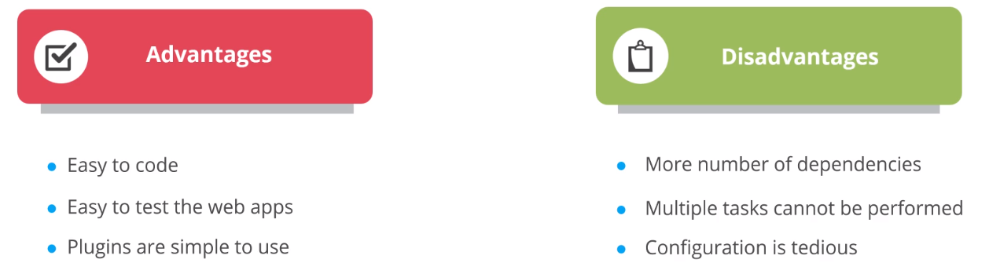 Advantages
Easy to code
Easy to test the web apps
Plugins are simple to use
Disadvantages
More number of dependencies
Multiple tasks cannot be performed
Configuration is tedious